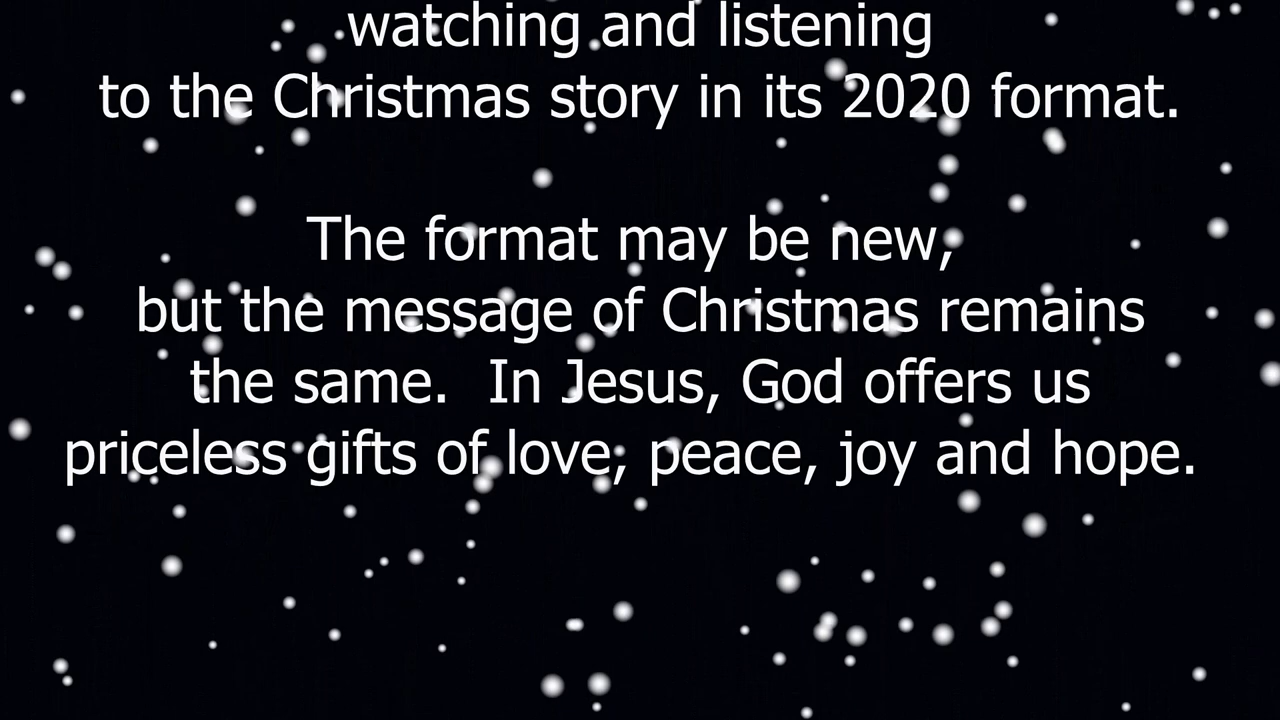 watching and listening
to the Christmas story in its 2020 format.
The format may be new,
but the message of Christmas remains
the same.  In Jesus, God offers us
priceless gifts of love, peace, joy and hope.